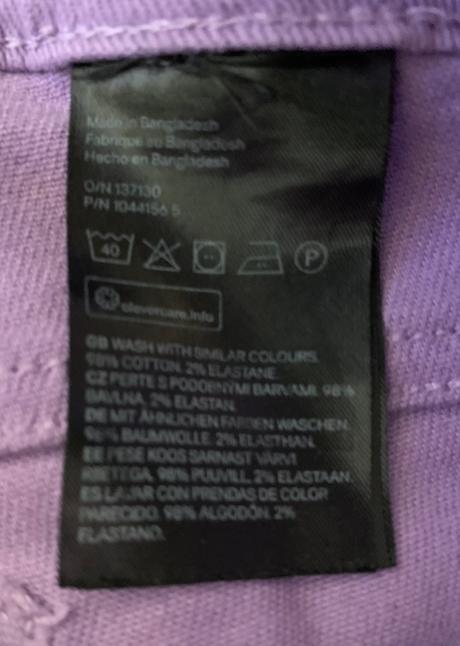 Made in Bangladesh
Fabriqué au Bangladesh
Hecho en Bangladesh
O/N 137130
P/N 1044156 5
40
P
clevercare.info
GB WASH WITH SIMILAR COLOURS.
98% COTTON. 2% ELASTANE.
CZ PERTE S PODOBNÝMI BARVAMI. 98%
BAVLNA. 2% ELASTAN.
DE MIT ÄHNLICHEN FARBEN WASCHEN.
98% BAUMWOLLE. 2% ELASTHAN.
EE PESE KOOS SARNAST VÄRVI
RIIETEGA. 98% PUUVILL. 2% ELASTAAN.
ES LAVAR CON PRENDAS DE COLOR
PARECIDO. 98% ALGODÓN. 2%
ELASTANO.